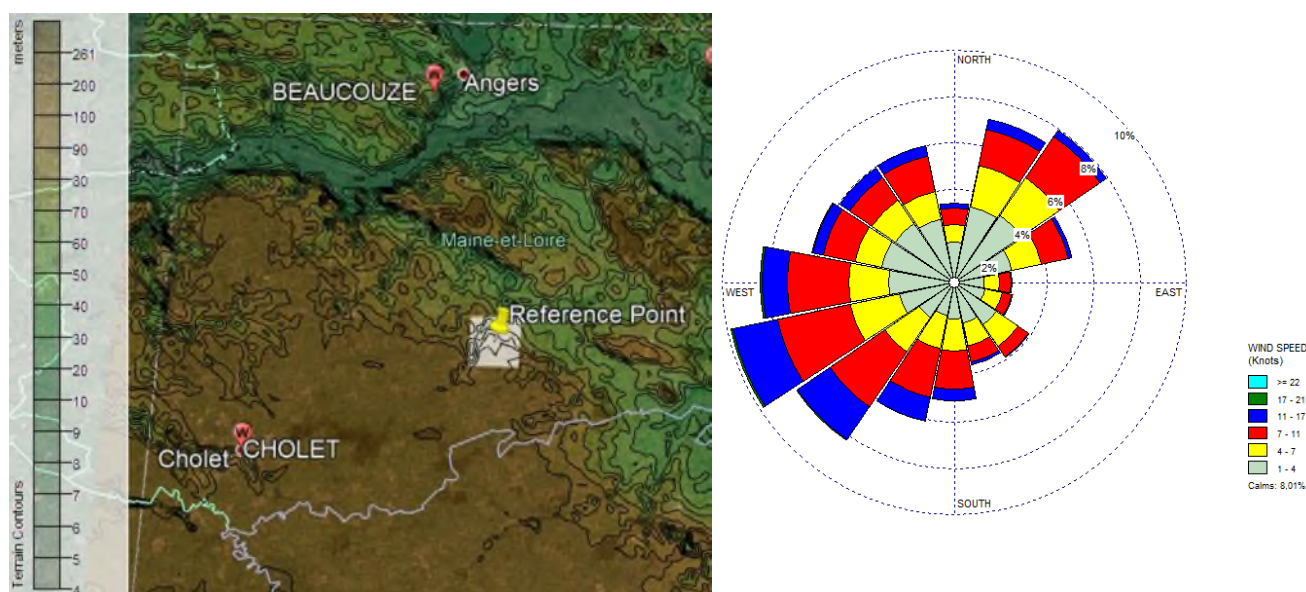 meters
261
200
100
90
80
70
60
50
40
30
20
10
9
8
7
6
5
4
Terrain Contours
BEAUCOUZE
Angers
Maine-et-Loire
Reference Point
W
CHOLET
Cholet
NORTH
10%
8%
6%
4%
2%
WEST
EAST
SOUTH
WIND SPEED
(Knots)
>= 22
17 - 21
11 - 17
7 - 11
4 - 7
1 - 4
Calms: 8,01%